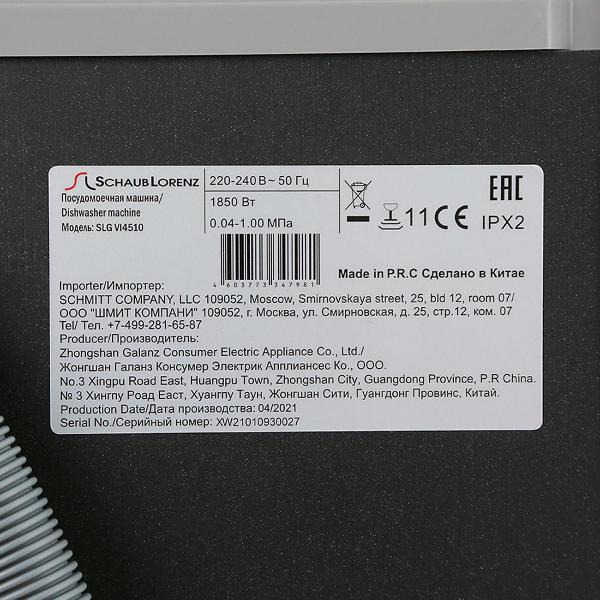 SCHAUB LORENZ
Посудомоечная машина/
Dishwasher machine
Модель: SLG VI4510
220-240 В~ 50 Гц
1850 Вт
0.04-1.00 МПа
11 CE
EAC
IPX2
4603773347981
Made in P.R.C Сделано в Китае
Importer/Импортер:
SCHMITT COMPANY, LLC 109052, Moscow, Smirnovskaya street, 25, bld 12, room 07/
ООО "ШМИТ КОМПАНИ" 109052, г. Москва, ул. Смирновская, д. 25, стр.12, ком. 07
Tel/ Тел. +7-499-281-65-87
Producer/Производитель:
Zhongshan Galanz Consumer Electric Appliance Co., Ltd./
Жонгшан Галанз Консумер Электрик Апплиансес Ко., ООО.
No.3 Xingpu Road East, Huangpu Town, Zhongshan City, Guangdong Province, P.R China.
№ 3 Хингпу Роад Еаст, Хуангпу Таун, Жонгшан Сити, Гуангдонг Провинс, Китай.
Production Date/Дата производства: 04/2021
Serial No./Серийный номер: XW21010930027